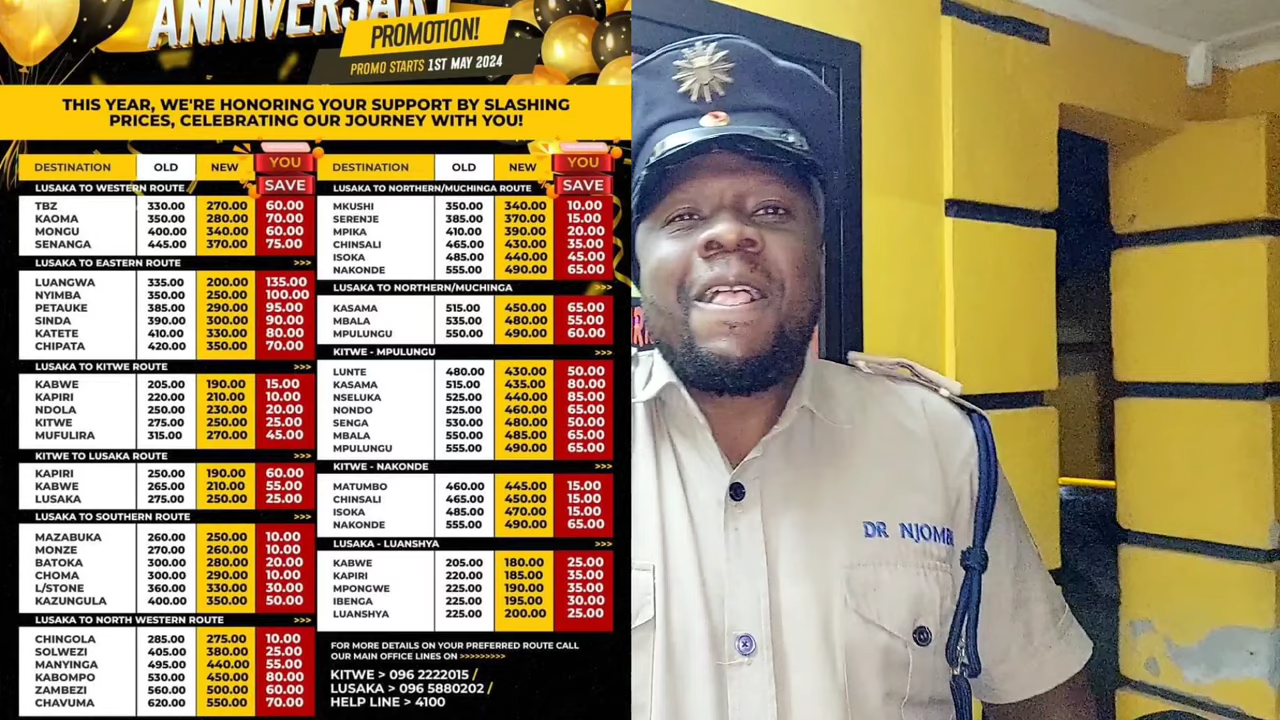 ANNIVERSARY
PROMOTION!
PROMO STARTS 1ST MAY 2024
THIS YEAR, WE'RE HONORING YOUR SUPPORT BY SLASHING
PRICES, CELEBRATING OUR JOURNEY WITH YOU!
DESTINATION OLD NEW YOU SAVE
LUSAKA TO WESTERN ROUTE
TBZ 330.00 270.00 60.00
KAOMA 350.00 280.00 70.00
MONGU 400.00 340.00 60.00
SENANGA 445.00 370.00 75.00
LUSAKA TO EASTERN ROUTE >>>
LUANGWA 335.00 200.00 135.00
NYIMBA 350.00 250.00 100.00
PETAUKE 385.00 290.00 95.00
SINDA 390.00 300.00 90.00
KATETE 410.00 330.00 80.00
CHIPATA 420.00 350.00 70.00
LUSAKA TO KITWE ROUTE >>>
KABWE 205.00 190.00 15.00
KAPIRI 220.00 210.00 10.00
NDOLA 250.00 230.00 20.00
KITWE 275.00 250.00 25.00
MUFULIRA 315.00 270.00 45.00
KITWE TO LUSAKA ROUTE >>>
KAPIRI 250.00 190.00 60.00
KABWE 265.00 210.00 55.00
LUSAKA 275.00 250.00 25.00
LUSAKA TO SOUTHERN ROUTE >>>
MAZABUKA 260.00 250.00 10.00
MONZE 270.00 260.00 10.00
BATOKA 300.00 280.00 20.00
CHOMA 300.00 290.00 10.00
L/STONE 360.00 330.00 30.00
KAZUNGULA 400.00 350.00 50.00
LUSAKA TO NORTH WESTERN ROUTE >>>
CHINGOLA 285.00 275.00 10.00
SOLWEZI 405.00 380.00 25.00
MANYINGA 495.00 440.00 55.00
KABOMPO 530.00 450.00 80.00
ZAMBEZI 560.00 500.00 60.00
CHAVUMA 620.00 550.00 70.00
DESTINATION OLD NEW YOU SAVE
LUSAKA TO NORTHERN/MUCHINGA ROUTE
MKUSHI 350.00 340.00 10.00
SERENJE 385.00 370.00 15.00
MPIKA 410.00 390.00 20.00
CHINSALI 465.00 430.00 35.00
ISOKA 485.00 440.00 45.00
NAKONDE 555.00 490.00 65.00
LUSAKA TO NORTHERN/MUCHINGA >>>
KASAMA 515.00 450.00 65.00
MBALA 535.00 480.00 55.00
MPULUNGU 550.00 490.00 60.00
KITWE - MPULUNGU >>>
LUNTE 480.00 430.00 50.00
KASAMA 515.00 435.00 80.00
NSELUKA 525.00 440.00 85.00
NONDO 525.00 460.00 65.00
SENGA 530.00 480.00 50.00
MBALA 550.00 485.00 65.00
MPULUNGU 555.00 490.00 65.00
KITWE - NAKONDE >>>
MATUMBO 460.00 445.00 15.00
CHINSALI 465.00 450.00 15.00
ISOKA 485.00 470.00 15.00
NAKONDE 555.00 490.00 65.00
LUSAKA - LUANSHYA >>>
KABWE 205.00 180.00 25.00
KAPIRI 220.00 185.00 35.00
MPONGWE 225.00 190.00 35.00
IBENGA 225.00 195.00 30.00
LUANSHYA 225.00 200.00 25.00
FOR MORE DETAILS ON YOUR PREFERRED ROUTE CALL
OUR MAIN OFFICE LINES ON >>>>>>>>>
KITWE > 096 2222015 /
LUSAKA > 096 5880202 /
HELP LINE > 4100
DR NJOMB